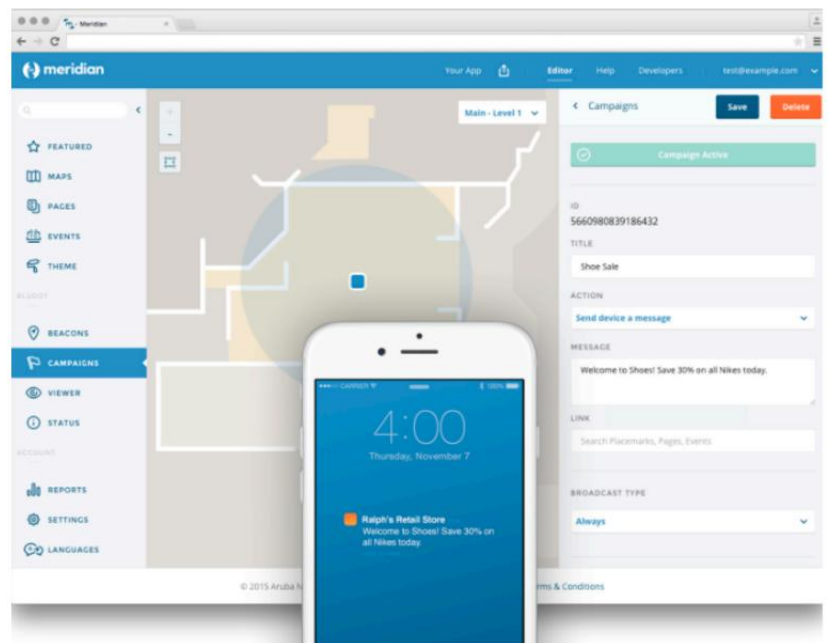 Meridian
meridian
Your App
Editor
Help
Developers
test@example.com
FEATURED
MAPS
PAGES
EVENTS
THEME
BLUDOT
BEACONS
CAMPAIGNS
VIEWER
STATUS
ACCOUNT
REPORTS
SETTINGS
LANGUAGES
+
-
Main - Level 1
Campaigns
Save
Delete
Campaign Active
ID
5660980839186432
TITLE
Shoe Sale
ACTION
Send device a message
MESSAGE
Welcome to Shoes! Save 30% on all Nikes today.
LINK
Search Placemarks, Pages, Events
BROADCAST TYPE
Always
CARRIER
100%
4:00
Thursday, November 7
Ralph's Retail Store
Welcome to Shoes! Save 30% on
all Nikes today.
© 2015 Aruba
& Conditions